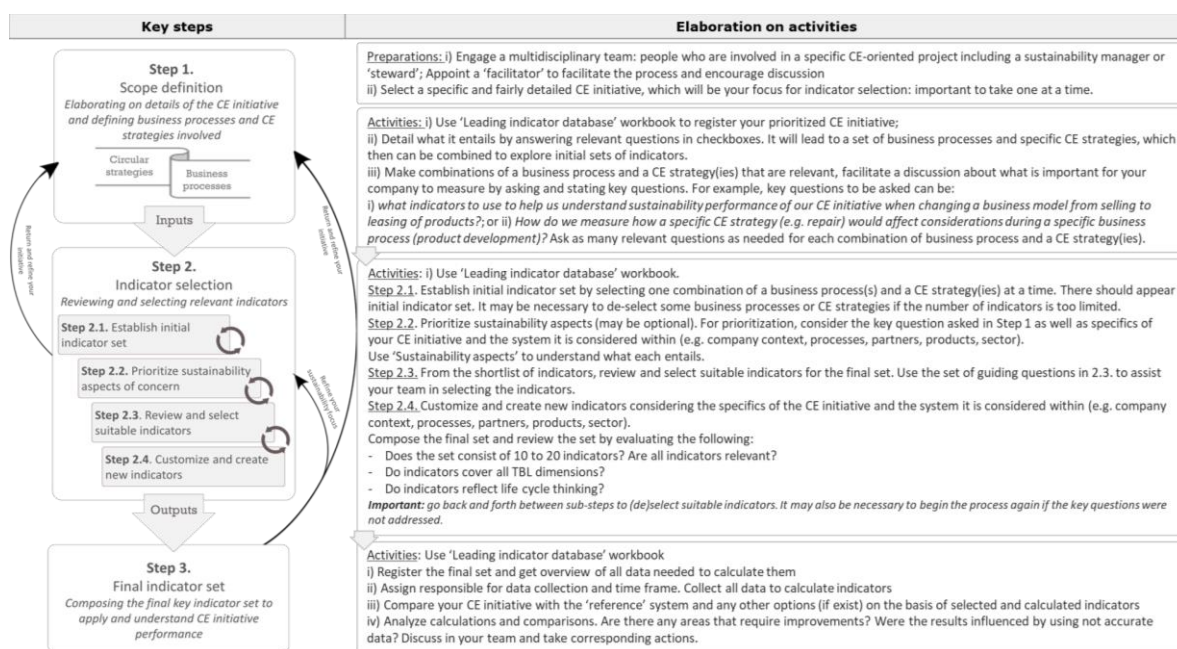 Key steps
Elaboration on activities
Step 1.
Scope definition
Elaborating on details of the CE initiative
and defining business processes and CE
strategies involved
Circular
strategies
Business
processes
Inputs
Return and refine your
initiative
Return and refine your
initiative
Step 2.
Indicator selection
Reviewing and selecting relevant indicators
Step 2.1. Establish initial
indicator set
Step 2.2. Prioritize sustainability
aspects of concern
Step 2.3. Review and select
suitable indicators
Step 2.4. Customize and create
new indicators
Refine your
sustainability focus
Outputs
Step 3.
Final indicator set
Composing the final key indicator set to
apply and understand CE initiative
performance
Preparations: i) Engage a multidisciplinary team: people who are involved in a specific CE-oriented project including a sustainability manager or
‘steward’; Appoint a ‘facilitator’ to facilitate the process and encourage discussion
ii) Select a specific and fairly detailed CE initiative, which will be your focus for indicator selection: important to take one at a time.
Activities: i) Use ‘Leading indicator database’ workbook to register your prioritized CE initiative;
ii) Detail what it entails by answering relevant questions in checkboxes. It will lead to a set of business processes and specific CE strategies, which
then can be combined to explore initial sets of indicators.
iii) Make combinations of a business process and a CE strategy(ies) that are relevant, facilitate a discussion about what is important for your
company to measure by asking and stating key questions. For example, key questions to be asked can be:
i) what indicators to use to help us understand sustainability performance of our CE initiative when changing a business model from selling to
leasing of products?; or ii) How do we measure how a specific CE strategy (e.g. repair) would affect considerations during a specific business
process (product development)? Ask as many relevant questions as needed for each combination of business process and a CE strategy(ies).
Activities: i) Use ‘Leading indicator database’ workbook.
Step 2.1. Establish initial indicator set by selecting one combination of a business process(s) and a CE strategy(ies) at a time. There should appear
initial indicator set. It may be necessary to de-select some business processes or CE strategies if the number of indicators is too limited.
Step 2.2. Prioritize sustainability aspects (may be optional). For prioritization, consider the key question asked in Step 1 as well as specifics of
your CE initiative and the system it is considered within (e.g. company context, processes, partners, products, sector).
Use ‘Sustainability aspects’ to understand what each entails.
Step 2.3. From the shortlist of indicators, review and select suitable indicators for the final set. Use the set of guiding questions in 2.3. to assist
your team in selecting the indicators.
Step 2.4. Customize and create new indicators considering the specifics of the CE initiative and the system it is considered within (e.g. company
context, processes, partners, products, sector).
Compose the final set and review the set by evaluating the following:
- Does the set consist of 10 to 20 indicators? Are all indicators relevant?
- Do indicators cover all TBL dimensions?
- Do indicators reflect life cycle thinking?
Important: go back and forth between sub-steps to (de)select suitable indicators. It may also be necessary to begin the process again if the key questions were
not addressed.
Activities: Use ‘Leading indicator database’ workbook
i) Register the final set and get overview of all data needed to calculate them
ii) Assign responsible for data collection and time frame. Collect all data to calculate indicators
iii) Compare your CE initiative with the ‘reference’ system and any other options (if exist) on the basis of selected and calculated indicators
iv) Analyze calculations and comparisons. Are there any areas that require improvements? Were the results influenced by using not accurate
data? Discuss in your team and take corresponding actions.